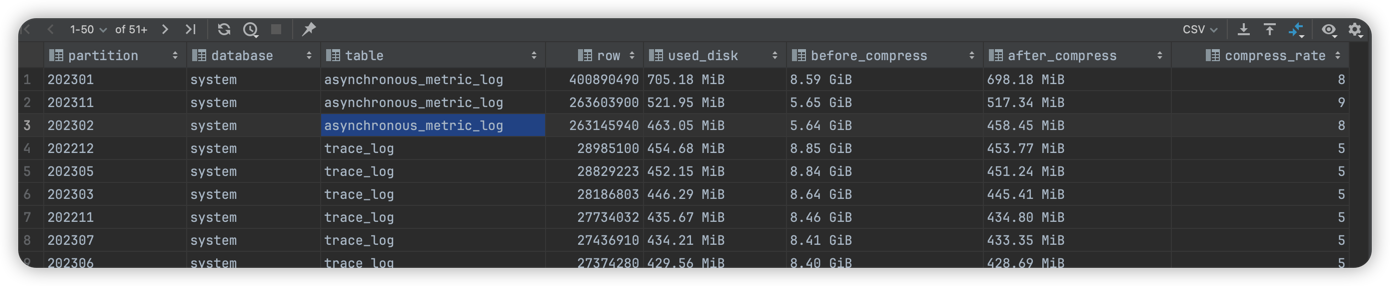 1-50 of 51+ CSV
partition database table row used_disk before_compress after_compress compress_rate
1 202301 system asynchronous_metric_log 400890490 705.18 MiB 8.59 GiB 698.18 MiB 8
2 202311 system asynchronous_metric_log 263603900 521.95 MiB 5.65 GiB 517.34 MiB 9
3 202302 system asynchronous_metric_log 263145940 463.05 MiB 5.64 GiB 458.45 MiB 8
4 202212 system trace_log 28985100 454.68 MiB 8.85 GiB 453.77 MiB 5
5 202305 system trace_log 28829223 452.15 MiB 8.84 GiB 451.24 MiB 5
6 202303 system trace_log 28186803 446.29 MiB 8.64 GiB 445.41 MiB 5
7 202211 system trace_log 27734032 435.67 MiB 8.46 GiB 434.80 MiB 5
8 202307 system trace_log 27436910 434.21 MiB 8.41 GiB 433.35 MiB 5
9 202306 system trace_log 27374280 429.56 MiB 8.40 GiB 428.69 MiB 5